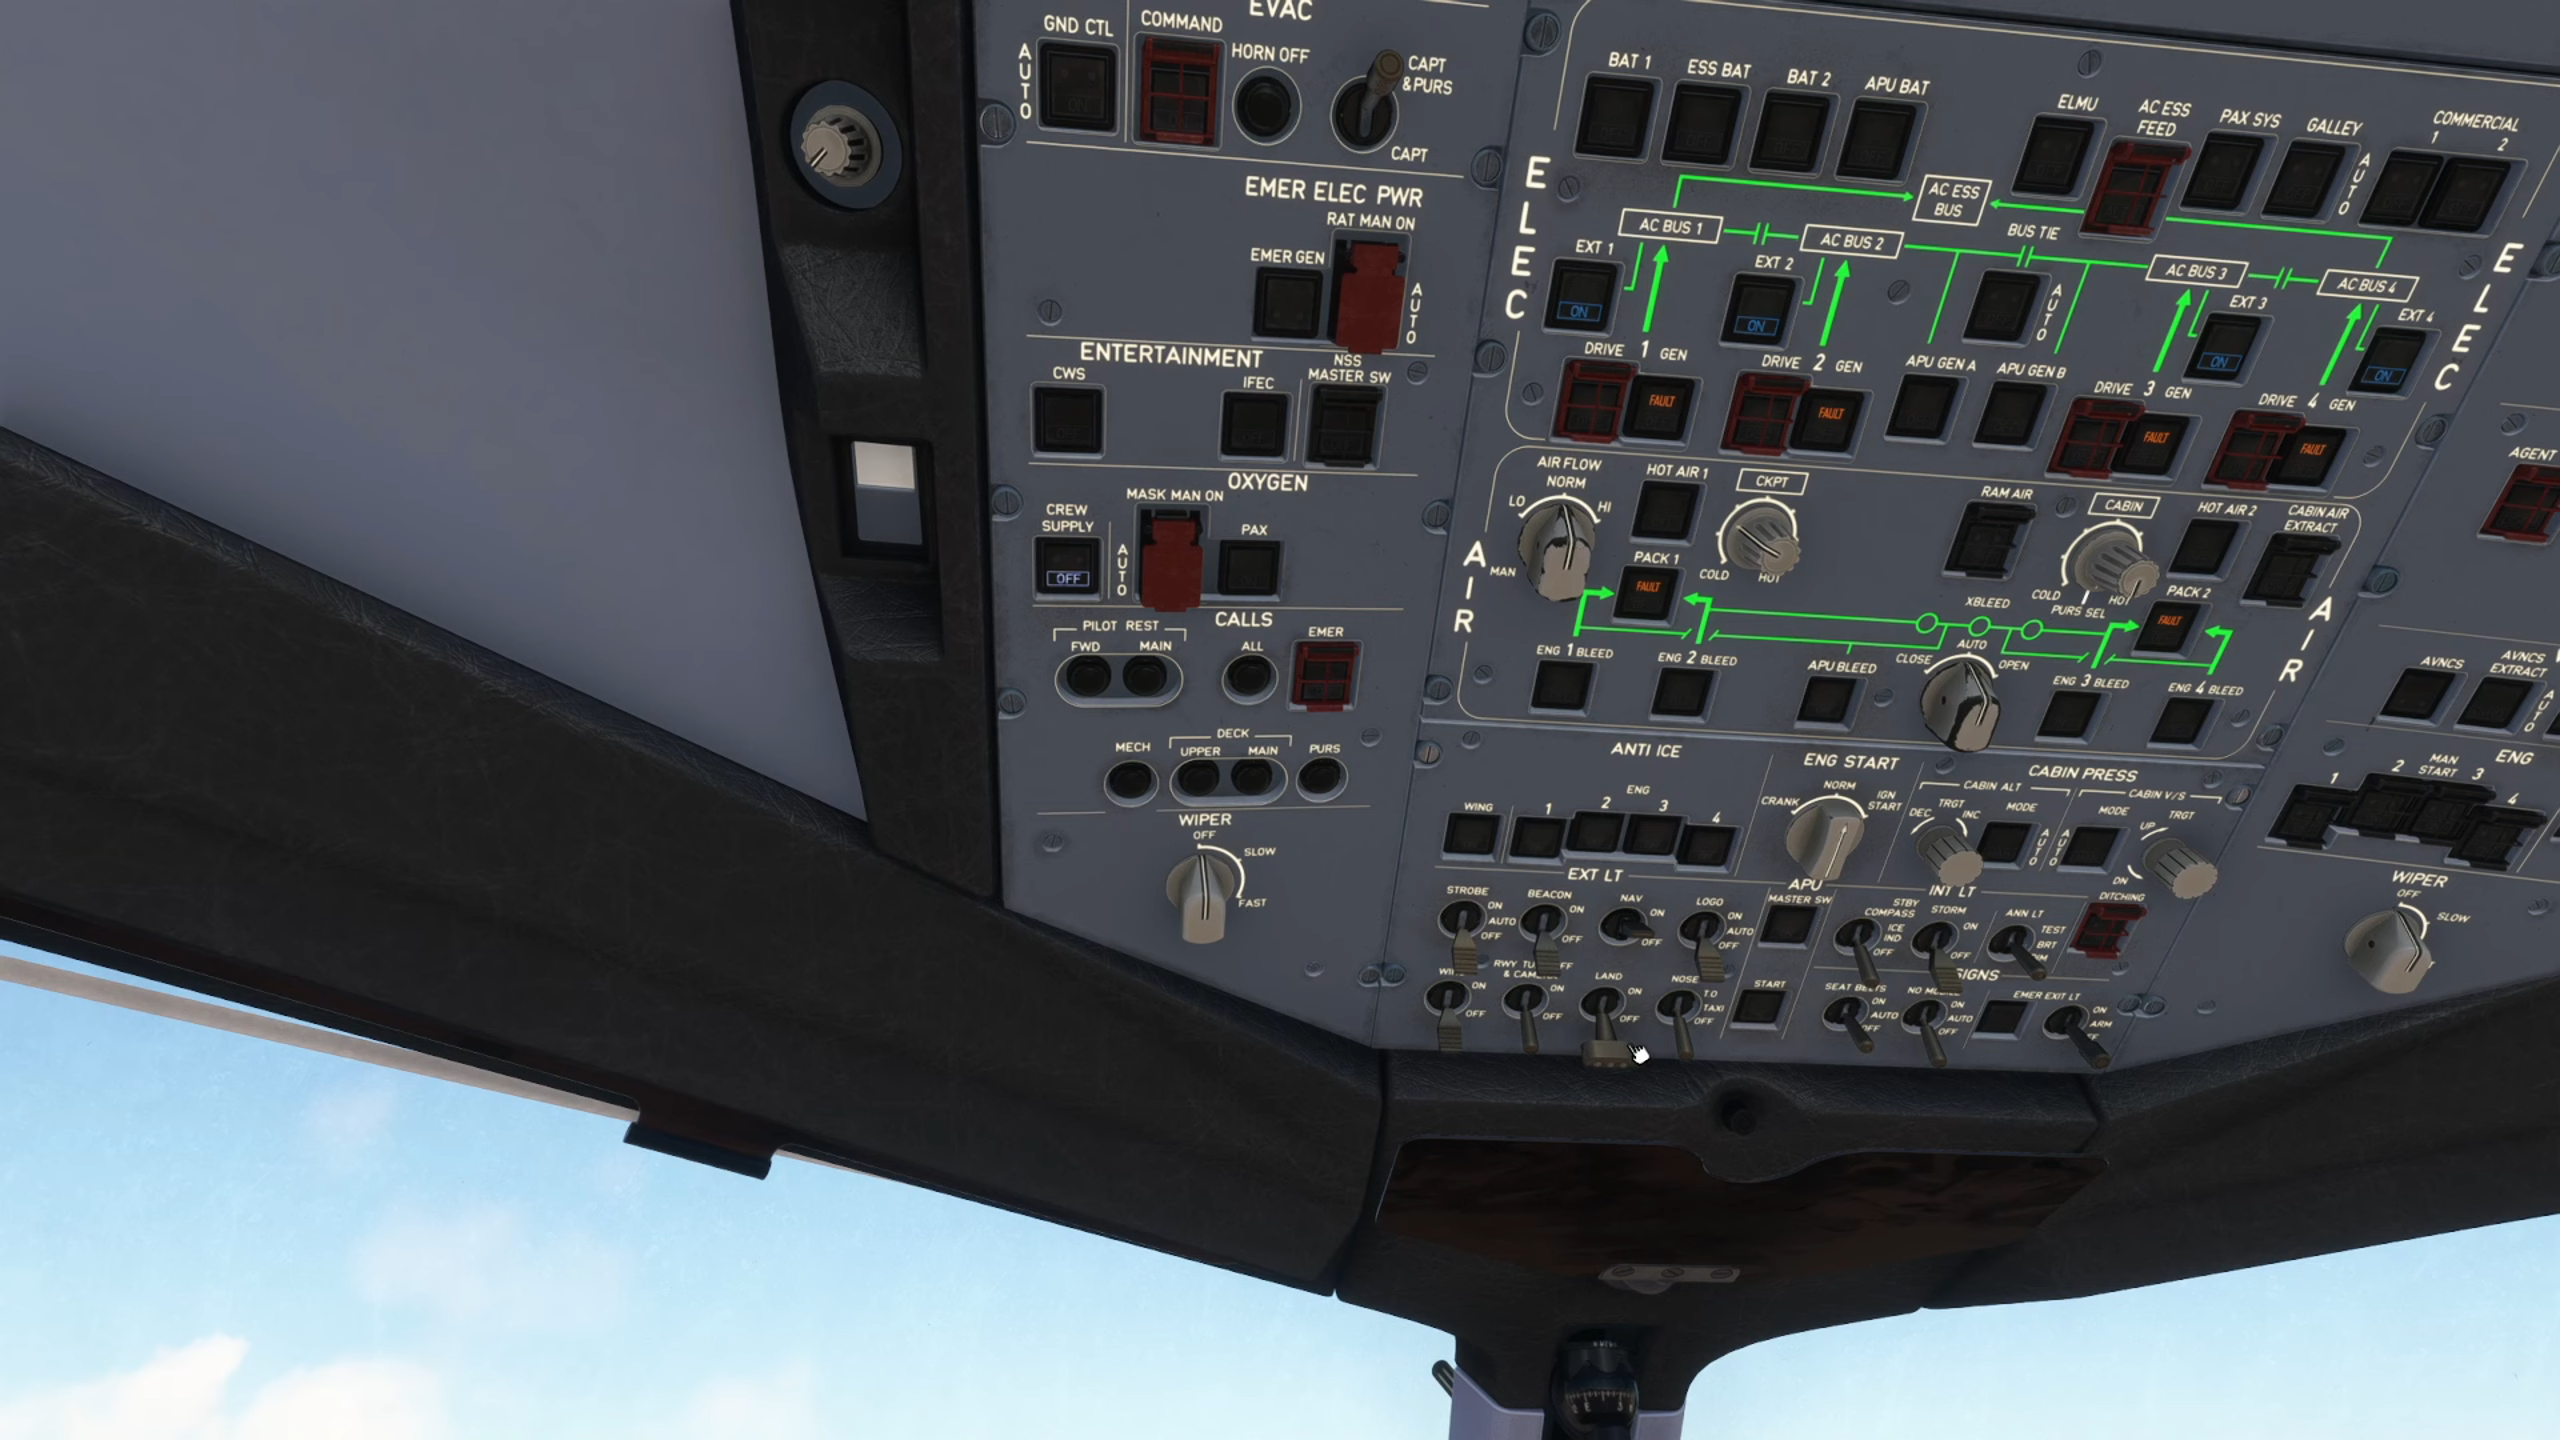 EVAC
GND CTL
COMMAND
HORN OFF
CAPT
& PURS
CAPT
AUTO
EMER ELEC PWR
RAT MAN ON
EMER GEN
AUTO
ENTERTAINMENT
CWS
IFEC
NSS
MASTER SW
OXYGEN
MASK MAN ON
CREW
SUPPLY
PAX
AUTO
OFF
CALLS
PILOT REST
FWD MAIN
ALL
EMER
DECK
MECH
UPPER MAIN
PURS
WIPER
OFF
SLOW
FAST
ELEC
BAT 1
ESS BAT
BAT 2
APU BAT
ELMU
AC ESS
FEED
PAX SYS
GALLEY
AUTO
COMMERCIAL
1 2
AC ESS
BUS
AC BUS 1
AC BUS 2
BUS TIE
AC BUS 3
AC BUS 4
EXT 1
EXT 2
EXT 3
EXT 4
ON
ON
ON
ON
AUTO
ELEC
DRIVE 1 GEN
DRIVE 2 GEN
APU GEN A
APU GEN B
DRIVE 3 GEN
DRIVE 4 GEN
FAULT
FAULT
FAULT
FAULT
AIR
AIR FLOW
NORM
LO
HI
MAN
HOT AIR 1
CKPT
COLD
HOT
RAM AIR
CABIN
COLD
HOT
PURS SEL
HOT AIR 2
CABIN AIR
EXTRACT
PACK 1
FAULT
PACK 2
FAULT
XBLEED
AUTO
CLOSE
OPEN
ENG 1 BLEED
ENG 2 BLEED
APU BLEED
ENG 3 BLEED
ENG 4 BLEED
AIR
ANTI ICE
WING
ENG
1 2 3 4
ENG START
NORM
CRANK
IGN
START
CABIN PRESS
CABIN ALT
CABIN V/S
TRGT
DEC INC
MODE
AUTO
AUTO
MODE
TRGT
UP
DN
DITCHING
EXT LT
STROBE
ON
AUTO
OFF
BEACON
ON
OFF
NAV
ON
OFF
LOGO
ON
AUTO
OFF
APU
MASTER SW
START
INT LT
STBY
COMPASS
ICE
IND
OFF
STORM
ON
OFF
ANN LT
TEST
BRT
ON
OFF
RWY
ON
OFF
LAND
ON
OFF
NOSE
T.O
TAXI
OFF
SIGNS
ON
AUTO
ON
AUTO
OFF
EMER EXIT LT
ON
ARM
AGENT
AVNCS
AVNCS
EXTRACT
ENG
MAN
START
1 2 3 4
WIPER
OFF
SLOW